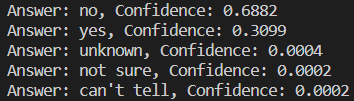 Answer: no, Confidence: 0.6882
Answer: yes, Confidence: 0.3099
Answer: unknown, Confidence: 0.0004
Answer: not sure, Confidence: 0.0002
Answer: can't tell, Confidence: 0.0002